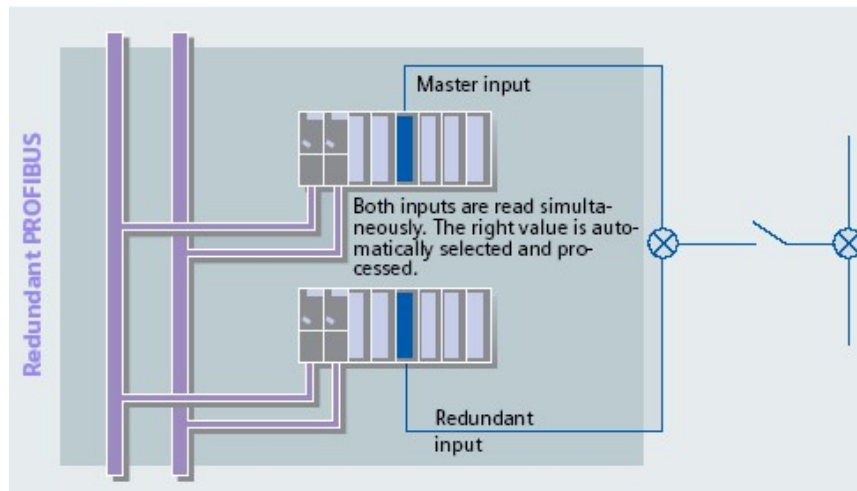 Redundant PROFIBUS
Master input
Both inputs are read simulta-
neously. The right value is auto-
matically selected and pro-
cessed.
Redundant
input